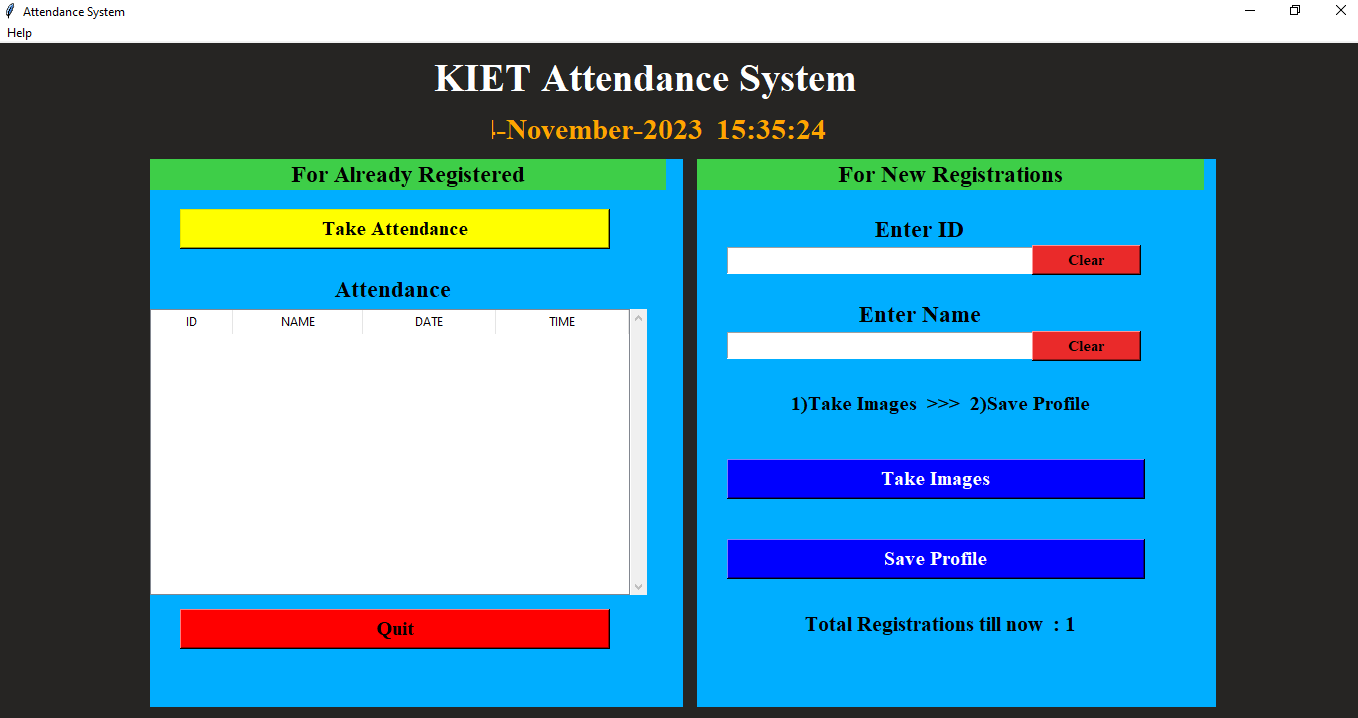 Attendance System
Help
KIET Attendance System
-November-2023 15:35:24
For Already Registered
Take Attendance
Attendance
ID NAME DATE TIME
Quit
For New Registrations
Enter ID
Clear
Enter Name
Clear
1)Take Images >>> 2)Save Profile
Take Images
Save Profile
Total Registrations till now : 1